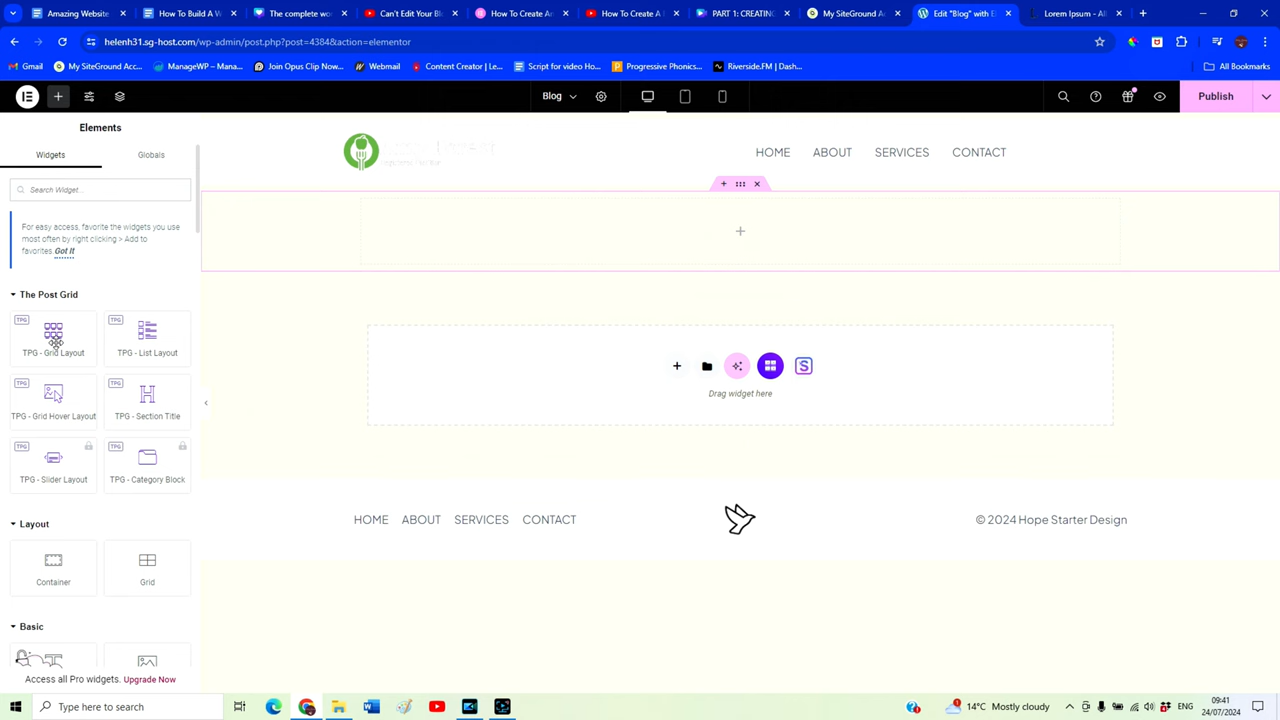 Amazing Website
How To Build A W
The complete wo
Can't Edit Your Bl
How To Create An
How To Create A
PART 1: CREATING
My SiteGround Ac
Edit "Blog" with E
Lorem Ipsum - All
helenh31.sg-host.com/wp-admin/post.php?post=4384&action=elementor
Gmail
My SiteGround Acc...
ManageWP – Mana...
Join Opus Clip Now...
Webmail
Content Creator | Le...
Script for video Ho...
Progressive Phonics...
Riverside.FM | Dash...
All Bookmarks
Blog
Publish
Elements
Widgets
Globals
Search Widget...
For easy access, favorite the widgets you use
most often by right clicking > Add to
favorites. Got It
The Post Grid
TPG
TPG - Grid Layout
TPG
TPG - List Layout
TPG
TPG - Grid Hover Layout
TPG
TPG - Section Title
TPG
TPG - Slider Layout
TPG
TPG - Category Block
Layout
Container
Grid
Basic
Access all Pro widgets. Upgrade Now
HOME ABOUT SERVICES CONTACT
Drag widget here
HOME ABOUT SERVICES CONTACT
© 2024 Hope Starter Design
Type here to search
14°C Mostly cloudy
ENG
09:41
24/07/2024